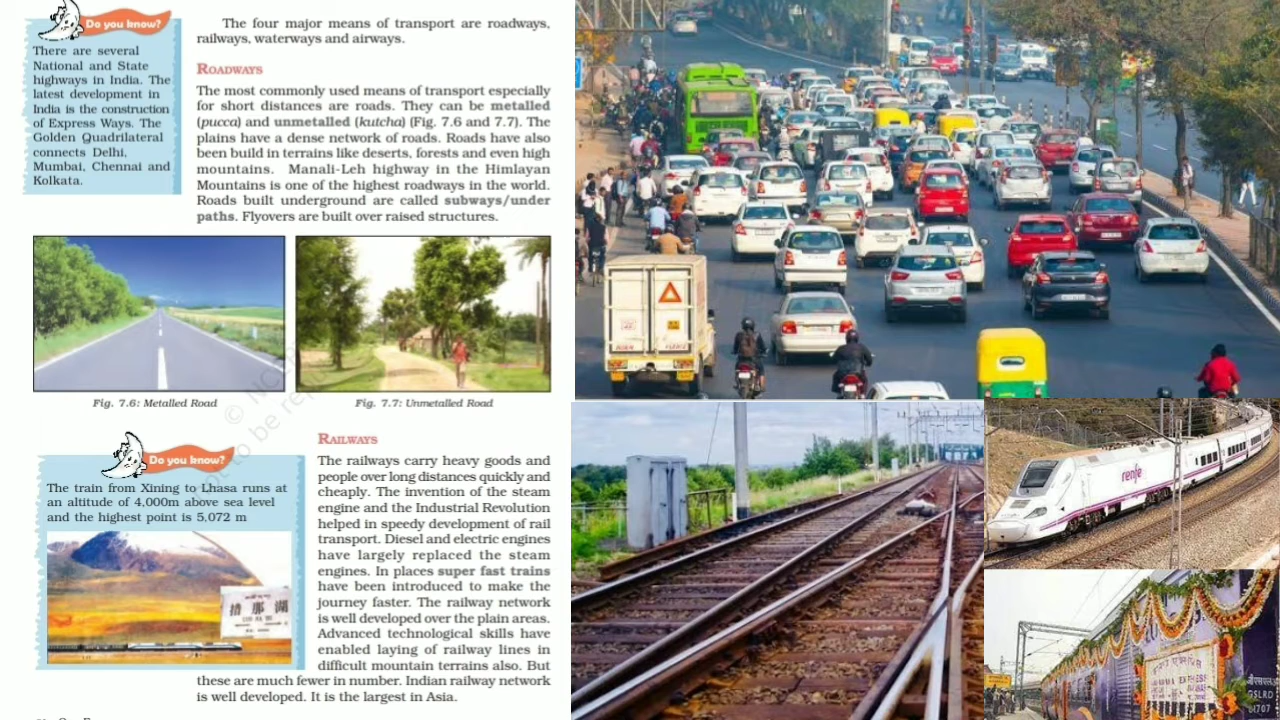 Do you know?
There are several
National and State
highways in India. The
latest development in
India is the construction
of Express Ways. The
Golden Quadrilateral
connects Delhi,
Mumbai, Chennai and
Kolkata.
The four major means of transport are roadways,
railways, waterways and airways.
ROADWAYS
The most commonly used means of transport especially
for short distances are roads. They can be metalled
(pucca) and unmetalled (kutcha) (Fig. 7.6 and 7.7). The
plains have a dense network of roads. Roads have also
been build in terrains like deserts, forests and even high
mountains. Manali-Leh highway in the Himlayan
Mountains is one of the highest roadways in the world.
Roads built underground are called subways/under
paths. Flyovers are built over raised structures.
Fig. 7.6: Metalled Road
Fig. 7.7: Unmetalled Road
Do you know?
The train from Xining to Lhasa runs at
an altitude of 4,000m above sea level
and the highest point is 5,072 m
RAILWAYS
The railways carry heavy goods and
people over long distances quickly and
cheaply. The invention of the steam
engine and the Industrial Revolution
helped in speedy development of rail
transport. Diesel and electric engines
have largely replaced the steam
engines. In places super fast trains
have been introduced to make the
journey faster. The railway network
is well developed over the plain areas.
Advanced technological skills have
enabled laying of railway lines in
difficult mountain terrains also. But
these are much fewer in number. Indian railway network
is well developed. It is the largest in Asia.
renfe
GSLRD